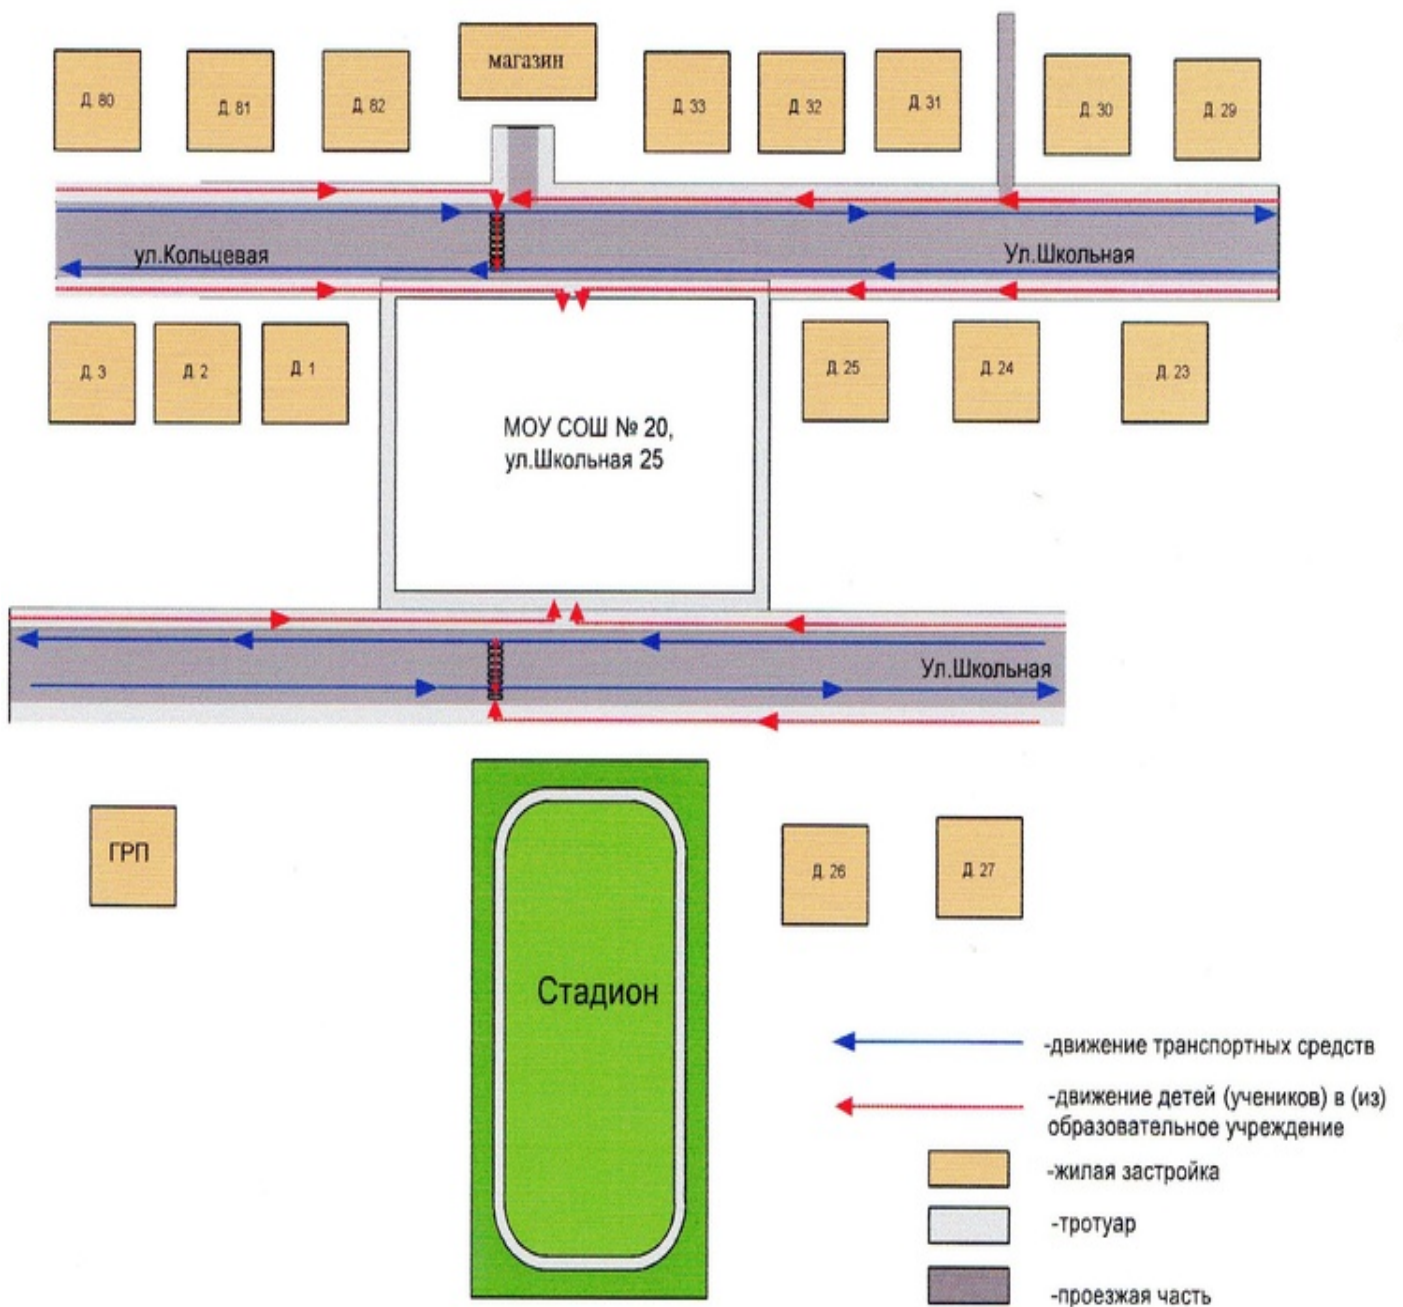 магазин
Д. 80
Д. 81
Д. 82
Д. 33
Д. 32
Д. 31
Д. 30
Д. 29
ул.Кольцевая
Ул.Школьная
Д. 3
Д. 2
Д. 1
Д. 25
Д. 24
Д. 23
МОУ СОШ № 20,
ул.Школьная 25
Ул.Школьная
ГРП
Д. 26
Д. 27
Стадион
-движение транспортных средств
-движение детей (учеников) в (из)
образовательное учреждение
-жилая застройка
-тротуар
-проезжая часть